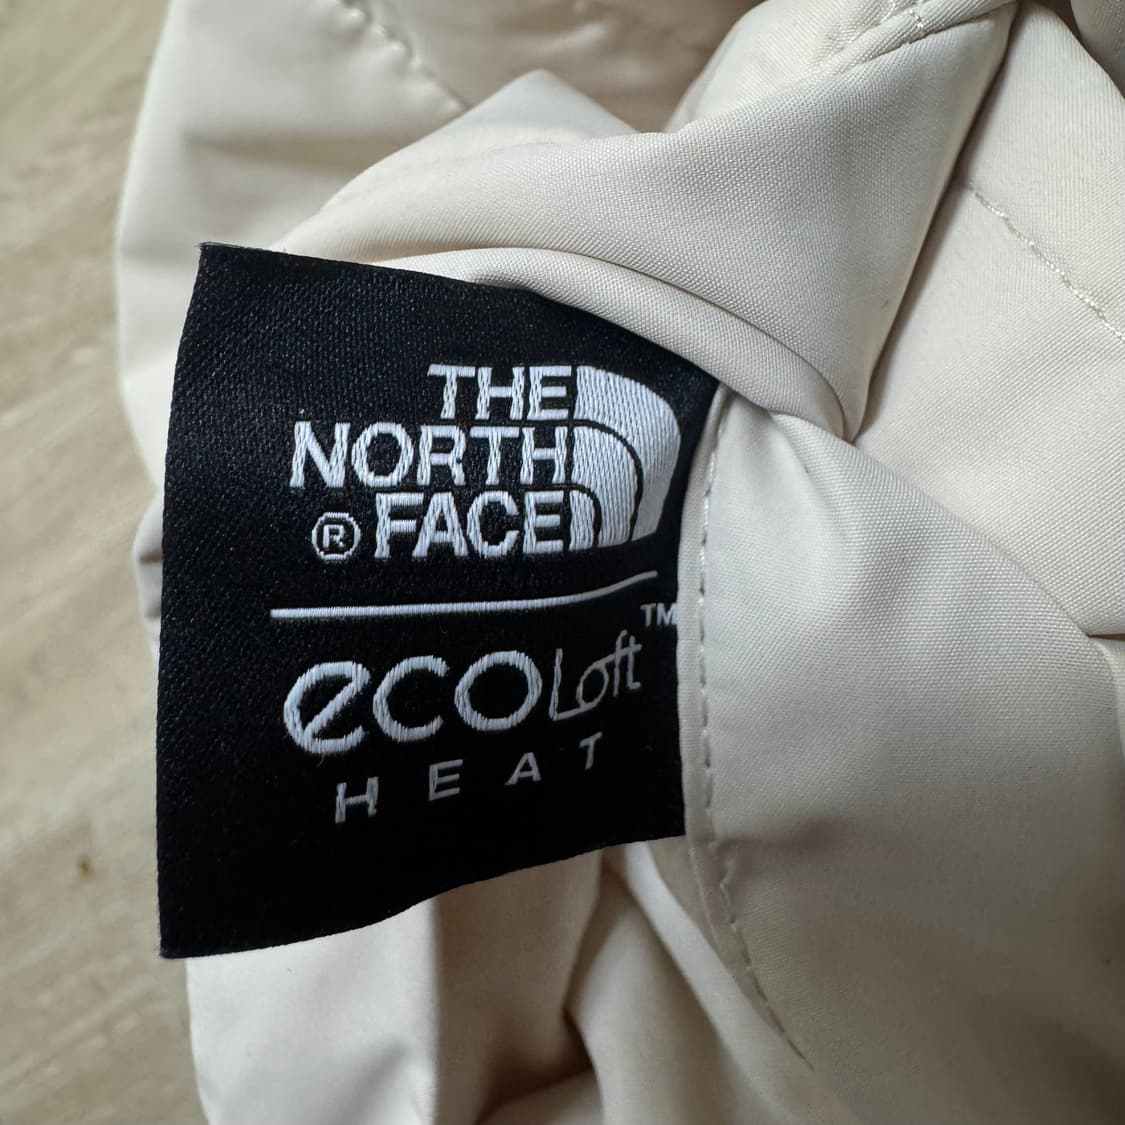 THE
NORTH
® FACE
ecoLoft™
HEAT